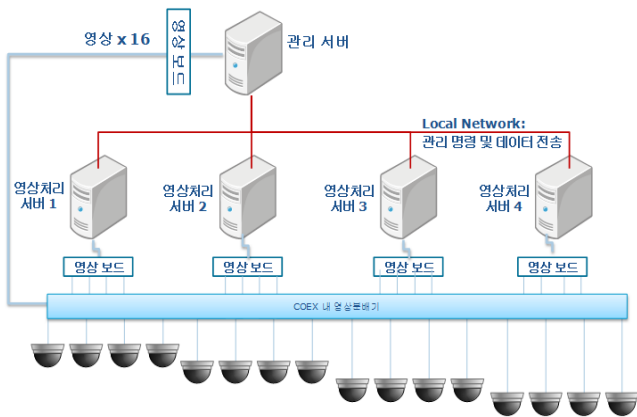 영상 x 16
영상 보드
관리 서버
Local Network:
관리 명령 및 데이터 전송
영상처리
서버 1
영상처리
서버 2
영상처리
서버 3
영상처리
서버 4
영상 보드
영상 보드
영상 보드
영상 보드
COEX 내 영상분배기